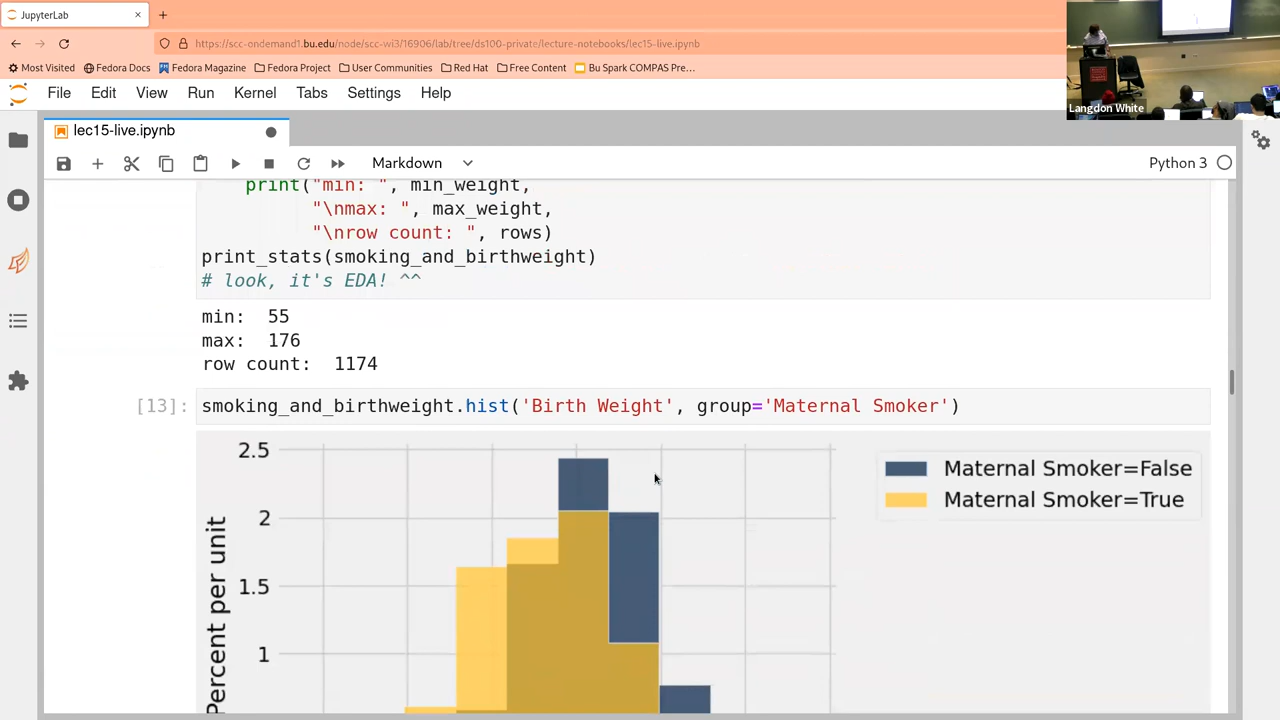 JupyterLab
https://scc-ondemand1.bu.edu/node/scc-wi3/16906/lab/tree/ds100-private/lecture-notebooks/lec15-live.ipynb
Most Visited Fedora Docs Fedora Magazine Fedora Project User Communities Red Hat Free Content Bu Spark COMPAS Pre…
Langdon White
File Edit View Run Kernel Tabs Settings Help
lec15-live.ipynb
Markdown Python 3
print("min: ", min_weight,
"\nmax: ", max_weight,
"\nrow count: ", rows)
print_stats(smoking_and_birthweight)
# look, it's EDA! ^^
min:  55
max:  176
row count:  1174
[13]: smoking_and_birthweight.hist('Birth Weight', group='Maternal Smoker')
2.5
2
1.5
1
Percent per unit
Maternal Smoker=False
Maternal Smoker=True